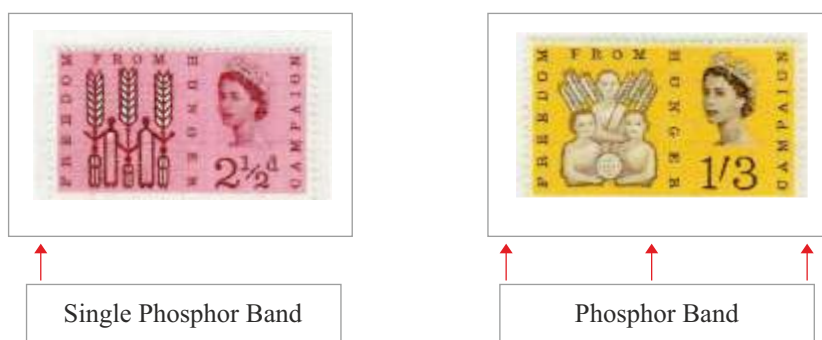 FREEDOM FROM HUNGER CAMPAIGN
2½d
FREEDOM FROM HUNGER CAMPAIGN
1/3
Single Phosphor Band
Phosphor Band